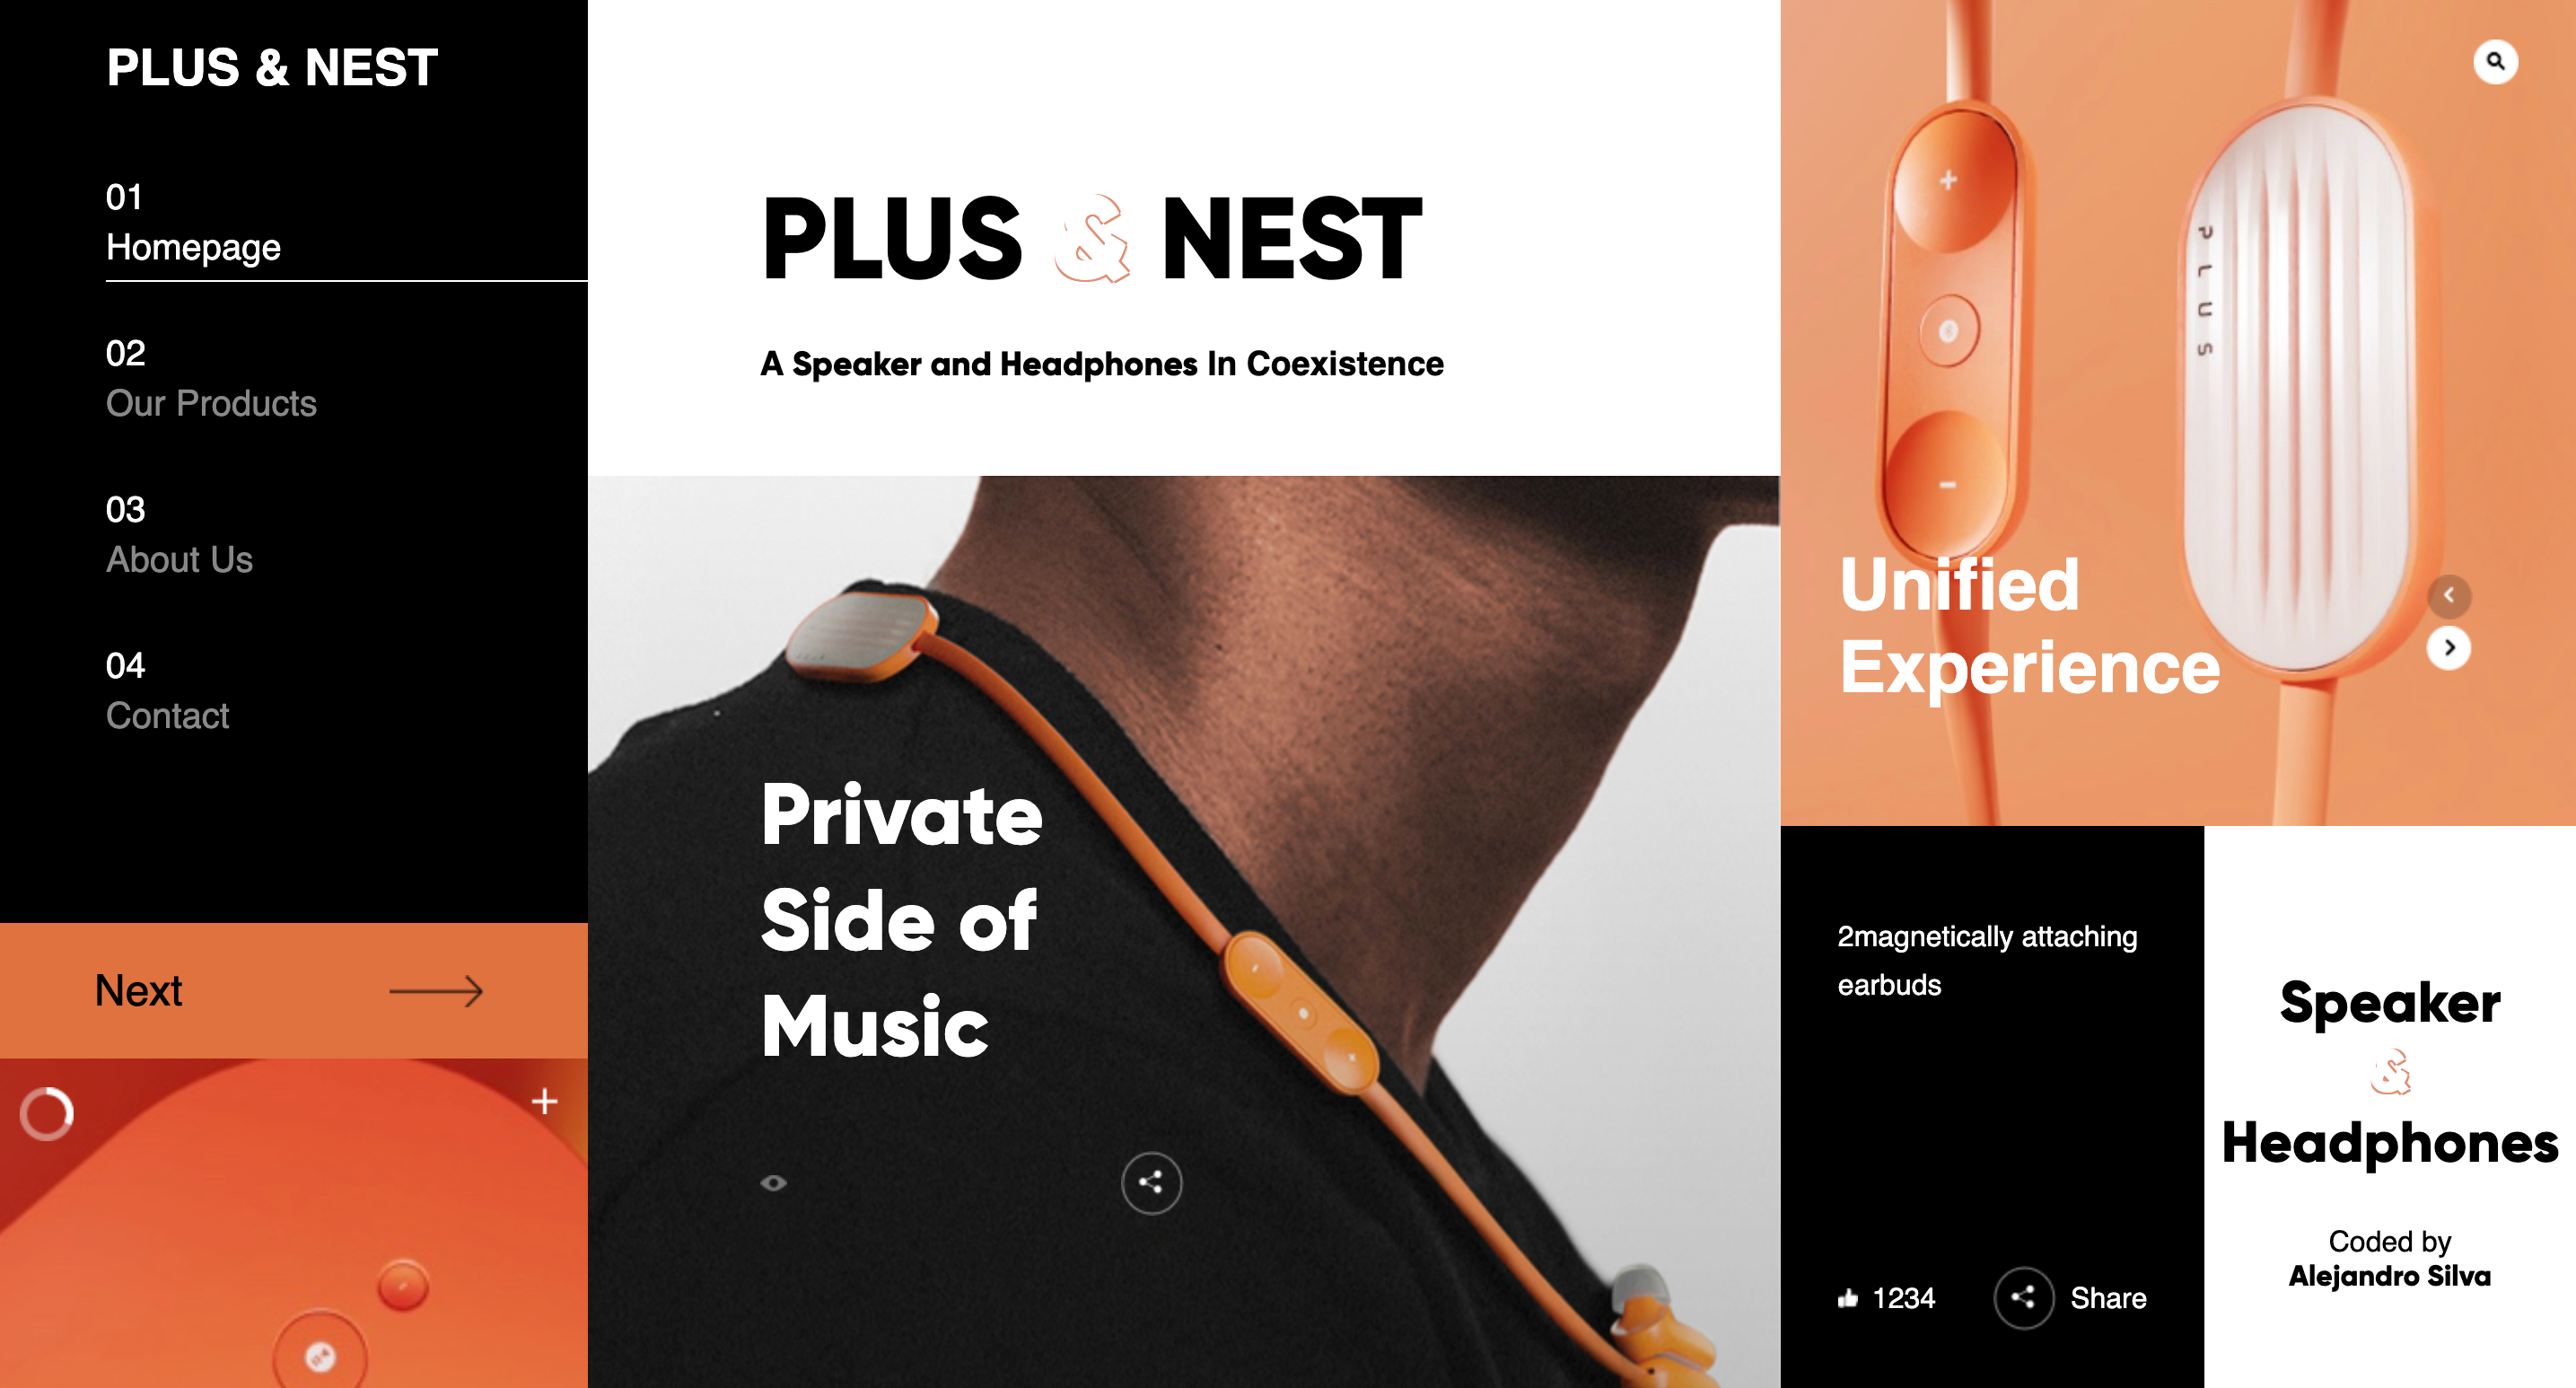 PLUS & NEST
01
Homepage
02
Our Products
03
About Us
04
Contact
Next
PLUS & NEST
A Speaker and Headphones In Coexistence
Private
Side of
Music
PLUS
Unified
Experience
2magnetically attaching
earbuds
1234
Share
Speaker
&
Headphones
Coded by
Alejandro Silva